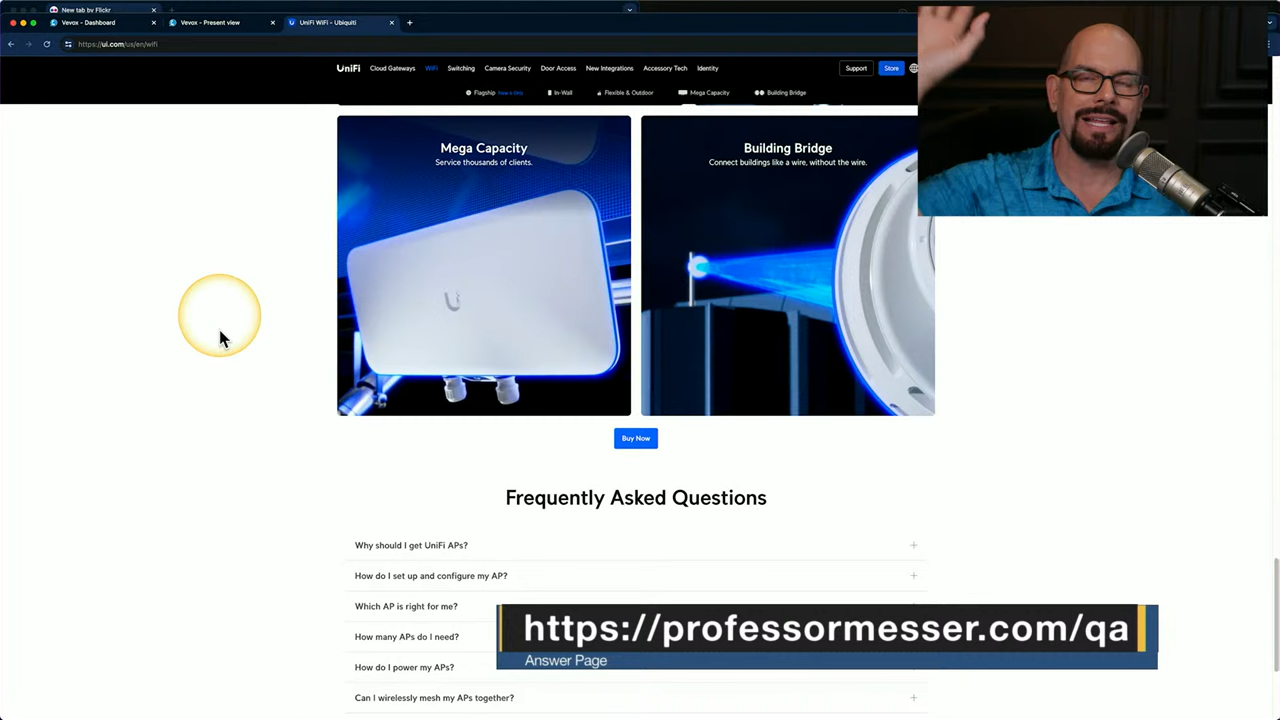 New tab by Flickr
Vevox - Dashboard
Vevox - Present view
UniFi WiFi - Ubiquiti
https://ui.com/us/en/wifi
UniFi
Cloud Gateways
WiFi
Switching
Camera Security
Door Access
New Integrations
Accessory Tech
Identity
Support
Store
Flagship
In-Wall
Flexible & Outdoor
Mega Capacity
Building Bridge
Mega Capacity
Service thousands of clients.
Building Bridge
Connect buildings like a wire, without the wire.
Buy Now
Frequently Asked Questions
Why should I get UniFi APs?
How do I set up and configure my AP?
Which AP is right for me?
How many APs do I need?
How do I power my APs?
Can I wirelessly mesh my APs together?
https://professormesser.com/qa
Answer Page